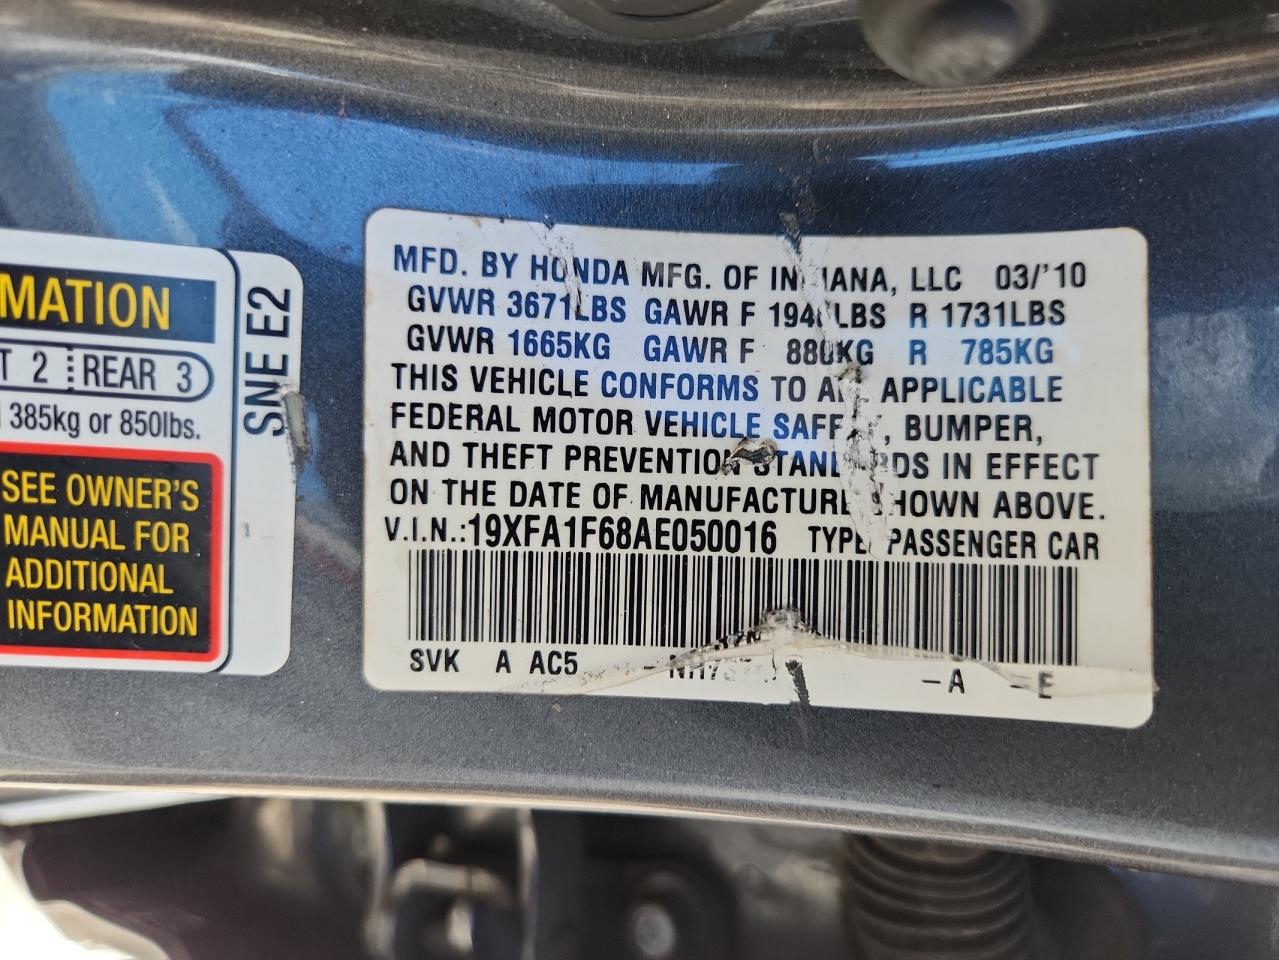 MATION
T 2 REAR 3
385kg or 850lbs.
SEE OWNER'S
MANUAL FOR
ADDITIONAL
INFORMATION
SNE E2
MFD. BY HONDA MFG. OF INDIANA, LLC 03/'10
GVWR 3671LBS GAWR F LBS R 1731LBS
GVWR 1665KG GAWR F 880KG R 785KG
THIS VEHICLE CONFORMS TO ALL APPLICABLE
FEDERAL MOTOR VEHICLE SAFETY, BUMPER,
AND THEFT PREVENTION STANDARDS IN EFFECT
ON THE DATE OF MANUFACTURE SHOWN ABOVE.
V.I.N.:19XFA1F68AE050016 TYPE PASSENGER CAR
SVK A AC5 -A -E